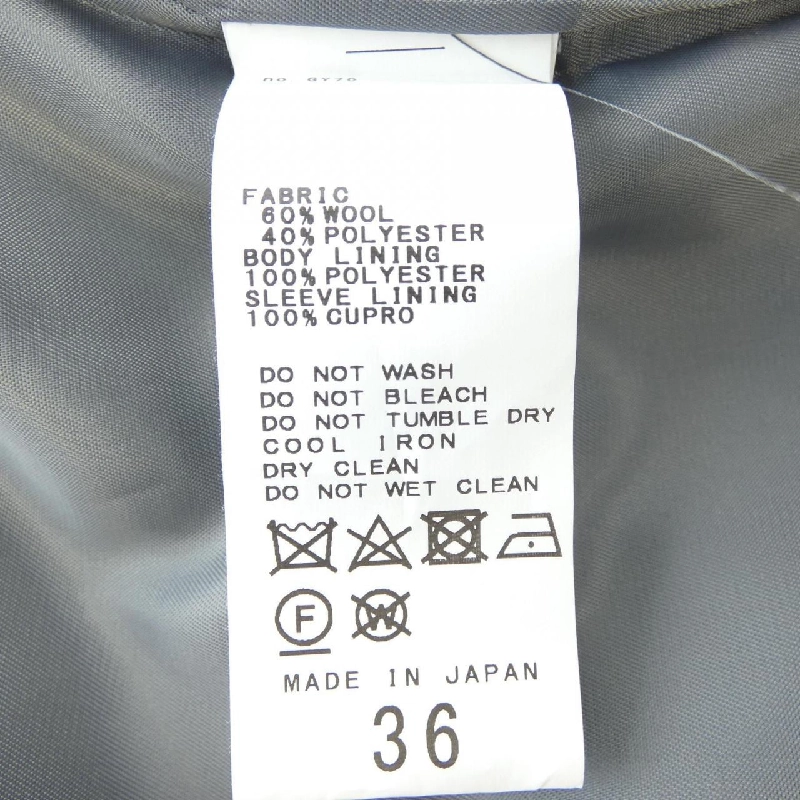 FABRIC
60% WOOL
40% POLYESTER
BODY LINING
100% POLYESTER
SLEEVE LINING
100% CUPRO
DO NOT WASH
DO NOT BLEACH
DO NOT TUMBLE DRY
COOL IRON
DRY CLEAN
DO NOT WET CLEAN
F W
MADE IN JAPAN
36